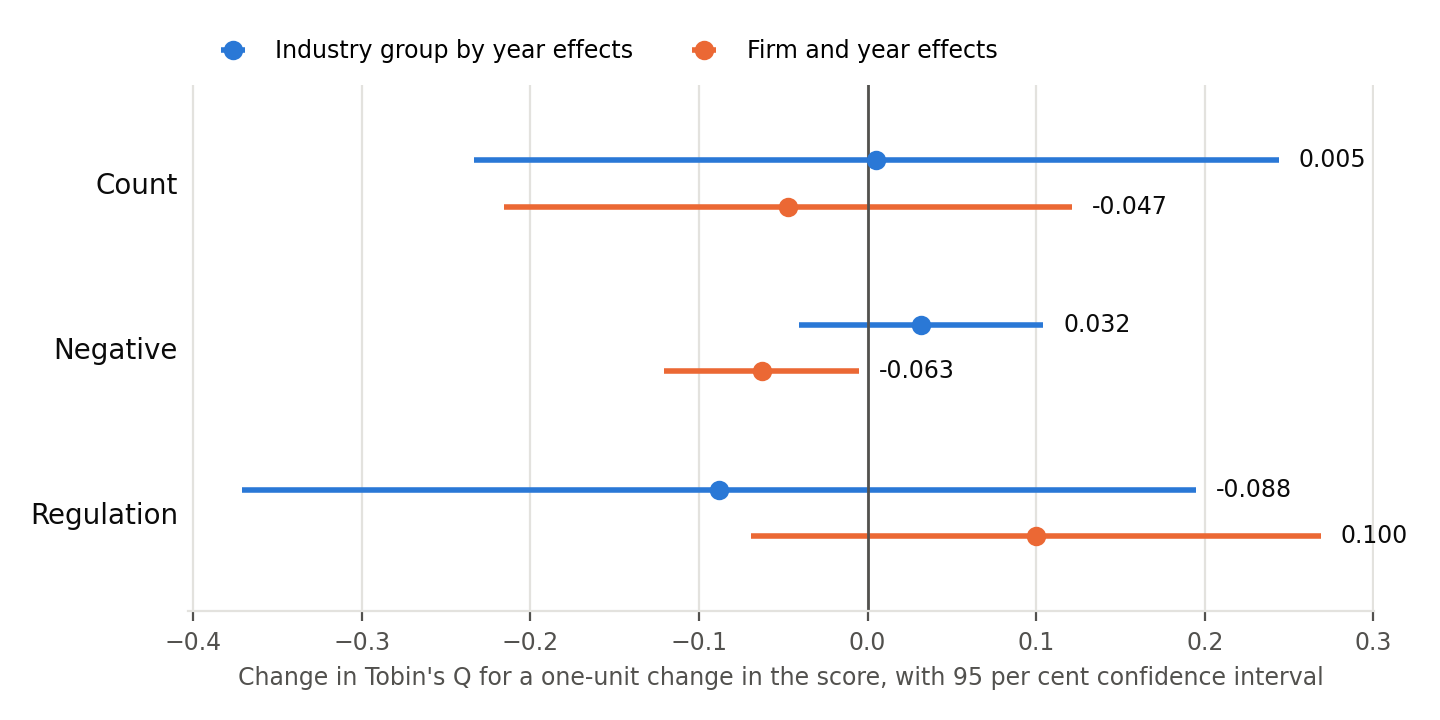 Industry group by year effects Firm and year effects
Count
0.005
-0.047
Negative
0.032
-0.063
Regulation
-0.088
0.100
−0.4 −0.3 −0.2 −0.1 0.0 0.1 0.2 0.3
Change in Tobin's Q for a one-unit change in the score, with 95 per cent confidence interval